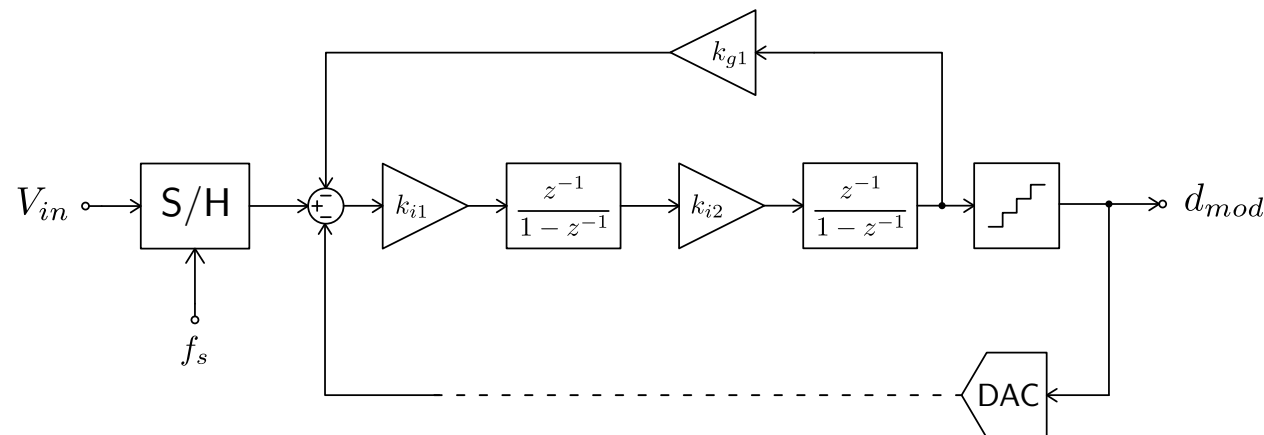 k_{g1}
V_{in}
S/H
+
−
−
k_{i1}
z^{-1}
1 − z^{-1}
k_{i2}
z^{-1}
1 − z^{-1}
d_{mod}
f_s
DAC